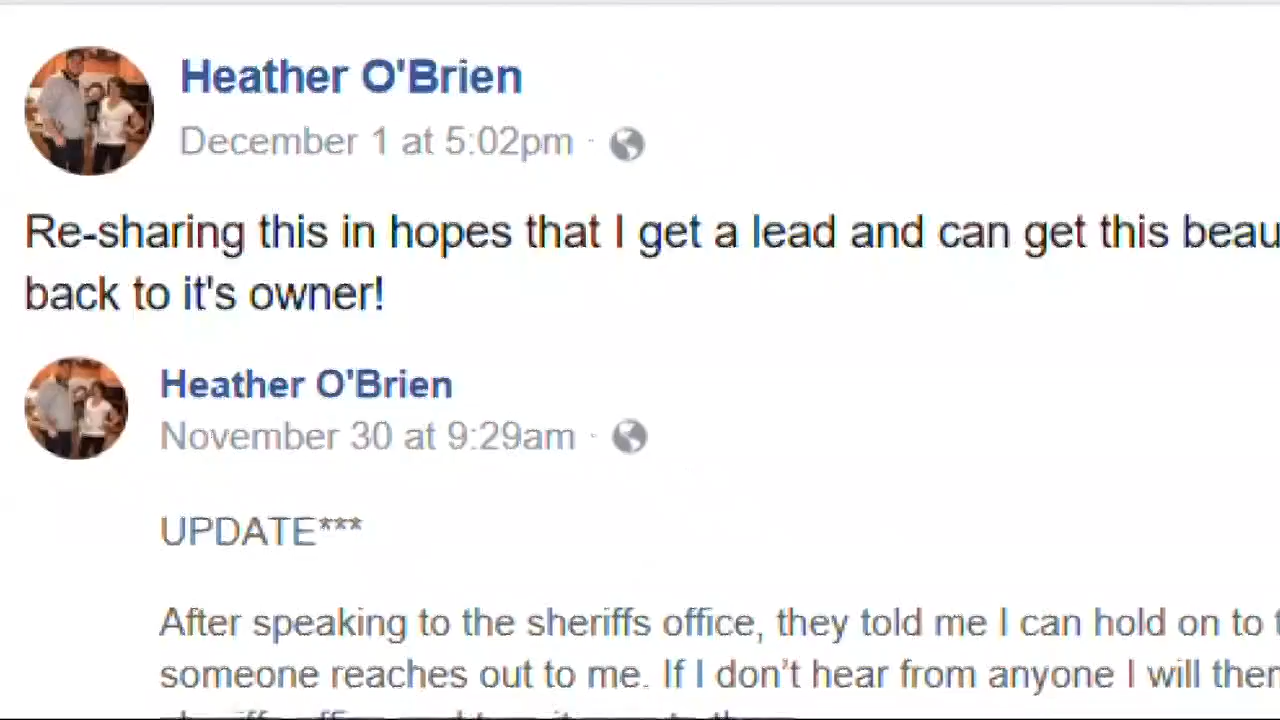 Heather O'Brien
December 1 at 5:02pm ·
Re-sharing this in hopes that I get a lead and can get this beau
back to it's owner!
Heather O'Brien
November 30 at 9:29am ·
UPDATE***
After speaking to the sheriffs office, they told me I can hold on to t
someone reaches out to me. If I don't hear from anyone I will then